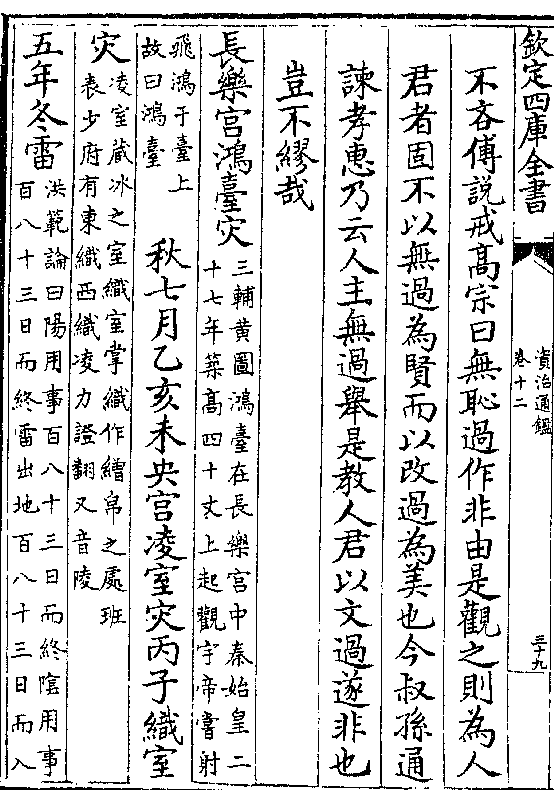 欽定四庫全書
資治通鑑
卷十二
三十九
不吝傅說戒髙宗曰無恥過作非由是觀之則為人
君者固不以無過為賢而以改過為美也今叔孫通
諫孝惠乃云人主無過舉是教人君以文過遂非也
豈不繆哉
長樂宫鴻臺灾
三輔黄圖鴻臺在長樂宫中秦始皇二
十七年築髙四十丈上起觀宇帝嘗射
飛鴻于臺上
故曰鴻臺
秋七月乙亥未央宫凌室灾丙子織室
灾
凌室藏冰之室織室掌織作繒帛之處班
表少府有東織西織凌力證翻又音陵
五年冬雷
洪範論曰陽用事百八十三日而終隂用事
百八十三日而終雷出地百八十三日而入